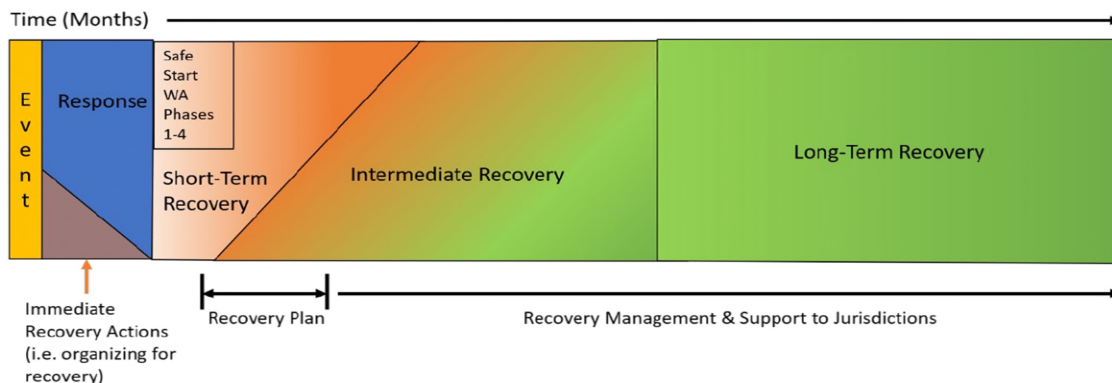 Time (Months)
Event
Response
Safe
Start
WA
Phases
1-4
Short-Term
Recovery
Intermediate Recovery
Long-Term Recovery
Immediate
Recovery Actions
(i.e. organizing for
recovery)
Recovery Plan
Recovery Management & Support to Jurisdictions